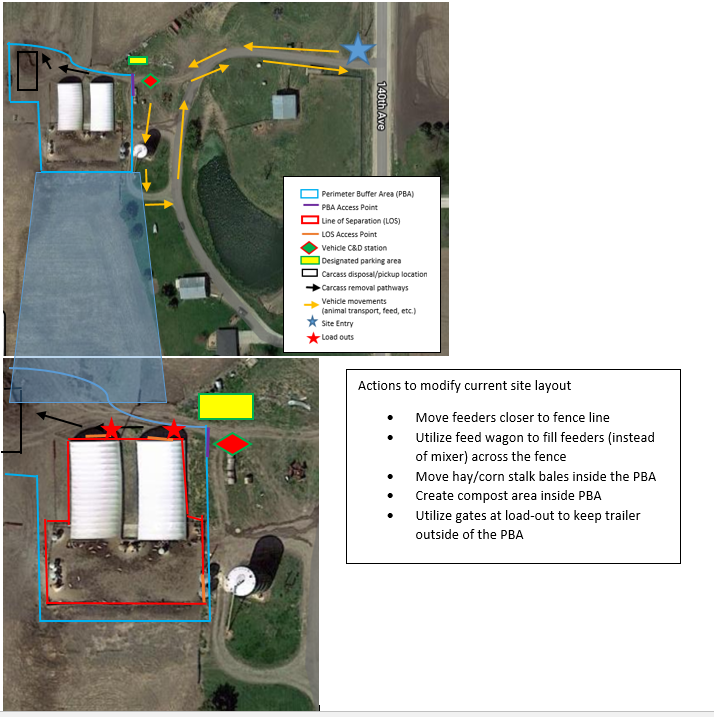 140th Ave
Perimeter Buffer Area (PBA)
PBA Access Point
Line of Separation (LOS)
LOS Access Point
Vehicle C&D station
Designated parking area
Carcass disposal/pickup location
Carcass removal pathways
Vehicle movements
(animal transport, feed, etc.)
Site Entry
Load outs
Actions to modify current site layout
• Move feeders closer to fence line
• Utilize feed wagon to fill feeders (instead
of mixer) across the fence
• Move hay/corn stalk bales inside the PBA
• Create compost area inside PBA
• Utilize gates at load-out to keep trailer
outside of the PBA